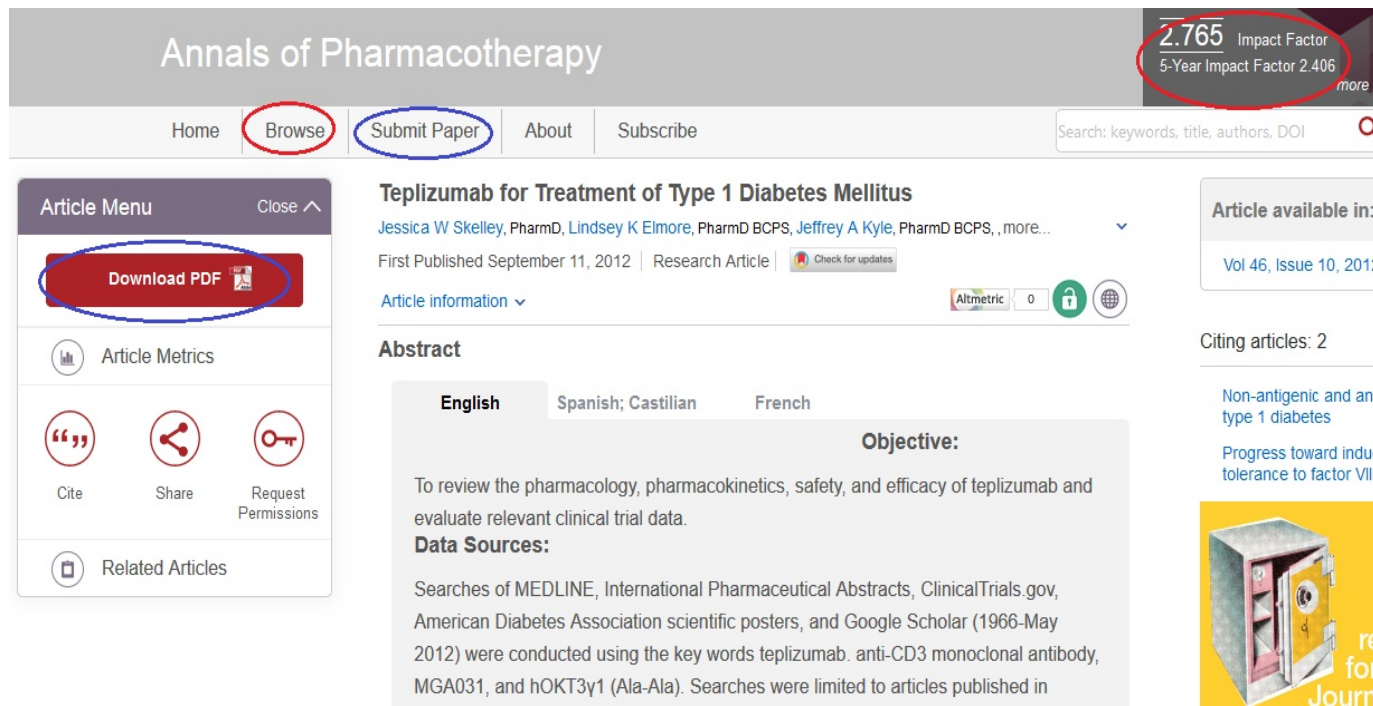 Annals of Pharmacotherapy
2.765 Impact Factor
5-Year Impact Factor 2.406
more
Home Browse Submit Paper About Subscribe
Search: keywords, title, authors, DOI
Article Menu Close
Download PDF
Article Metrics
Cite Share Request
Permissions
Related Articles
Teplizumab for Treatment of Type 1 Diabetes Mellitus
Jessica W Skelley, PharmD, Lindsey K Elmore, PharmD BCPS, Jeffrey A Kyle, PharmD BCPS, , more...
First Published September 11, 2012 Research Article Check for updates
Article information
Altmetric 0
Abstract
English Spanish; Castilian French
Objective:
To review the pharmacology, pharmacokinetics, safety, and efficacy of teplizumab and
evaluate relevant clinical trial data.
Data Sources:
Searches of MEDLINE, International Pharmaceutical Abstracts, ClinicalTrials.gov,
American Diabetes Association scientific posters, and Google Scholar (1966-May
2012) were conducted using the key words teplizumab. anti-CD3 monoclonal antibody,
MGA031, and hOKT3γ1 (Ala-Ala). Searches were limited to articles published in
Article available in:
Vol 46, Issue 10, 2012
Citing articles: 2
Non-antigenic and an
type 1 diabetes
Progress toward indu
tolerance to factor VII
re
for
Journ